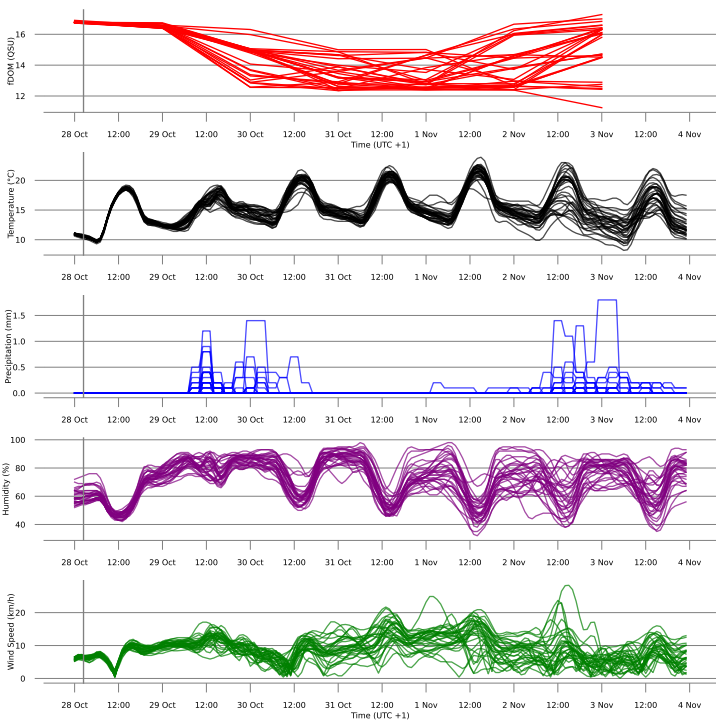 fDOM (QSU)
16
14
12
28 Oct 12:00 29 Oct 12:00 30 Oct 12:00 31 Oct 12:00 1 Nov 12:00 2 Nov 12:00 3 Nov 12:00 4 Nov
Time (UTC +1)
Temperature (°C)
20
15
10
28 Oct 12:00 29 Oct 12:00 30 Oct 12:00 31 Oct 12:00 1 Nov 12:00 2 Nov 12:00 3 Nov 12:00 4 Nov
Precipitation (mm)
1.5
1.0
0.5
0.0
28 Oct 12:00 29 Oct 12:00 30 Oct 12:00 31 Oct 12:00 1 Nov 12:00 2 Nov 12:00 3 Nov 12:00 4 Nov
Humidity (%)
100
80
60
40
28 Oct 12:00 29 Oct 12:00 30 Oct 12:00 31 Oct 12:00 1 Nov 12:00 2 Nov 12:00 3 Nov 12:00 4 Nov
Wind Speed (km/h)
20
10
0
28 Oct 12:00 29 Oct 12:00 30 Oct 12:00 31 Oct 12:00 1 Nov 12:00 2 Nov 12:00 3 Nov 12:00 4 Nov
Time (UTC +1)